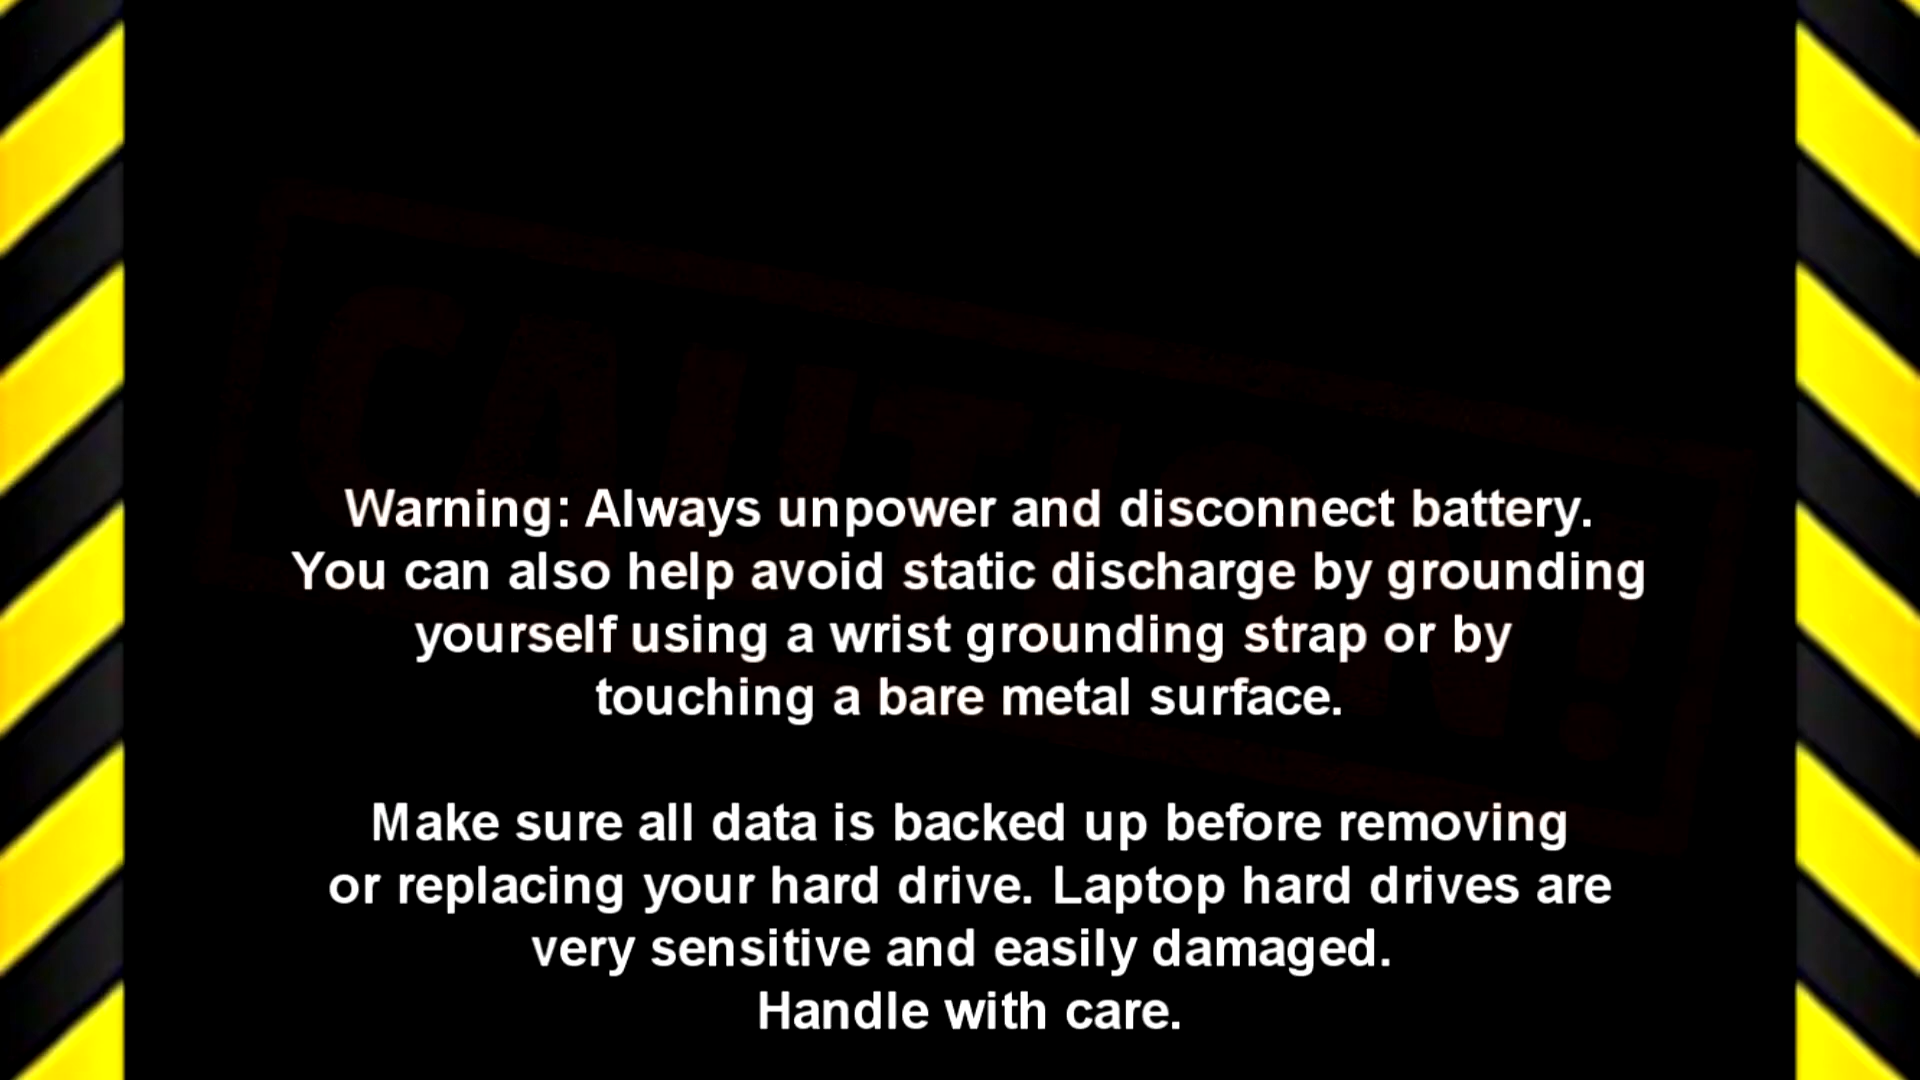 CAUTION!
Warning: Always unpower and disconnect battery.
You can also help avoid static discharge by grounding
yourself using a wrist grounding strap or by
touching a bare metal surface.
Make sure all data is backed up before removing
or replacing your hard drive. Laptop hard drives are
very sensitive and easily damaged.
Handle with care.